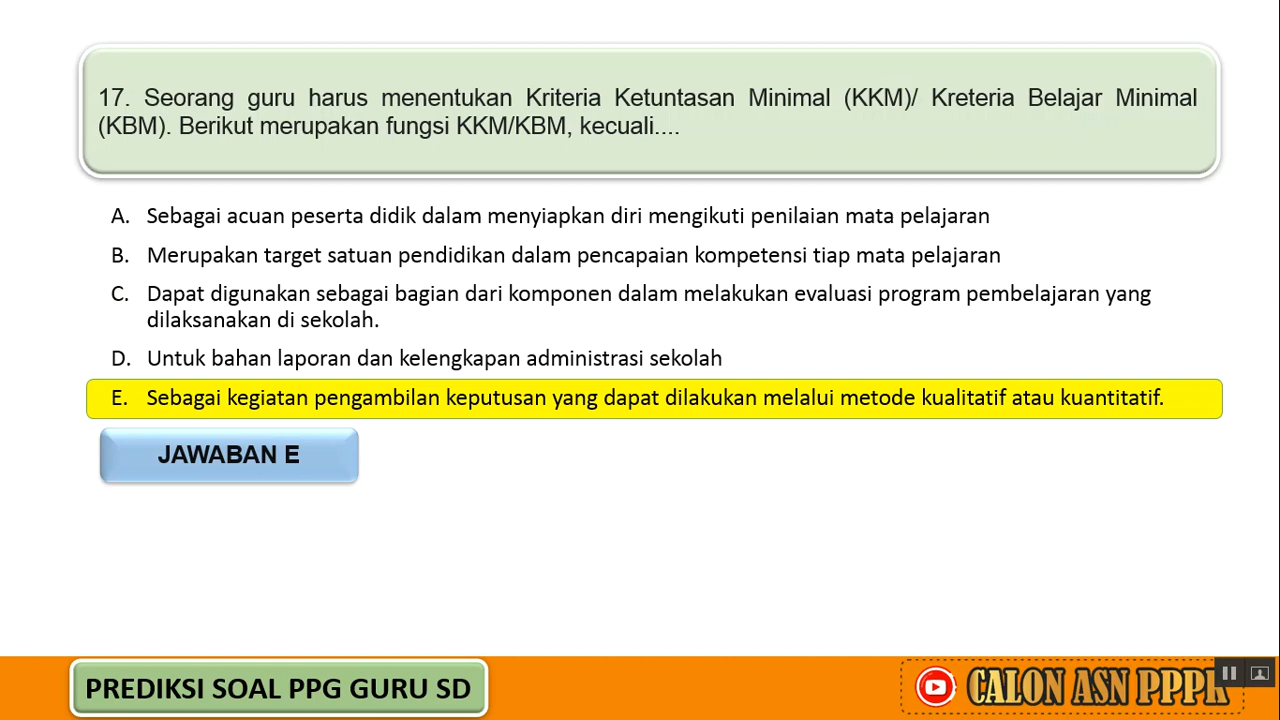 17. Seorang guru harus menentukan Kriteria Ketuntasan Minimal (KKM)/ Kreteria Belajar Minimal
(KBM). Berikut merupakan fungsi KKM/KBM, kecuali....
A. Sebagai acuan peserta didik dalam menyiapkan diri mengikuti penilaian mata pelajaran
B. Merupakan target satuan pendidikan dalam pencapaian kompetensi tiap mata pelajaran
C. Dapat digunakan sebagai bagian dari komponen dalam melakukan evaluasi program pembelajaran yang
dilaksanakan di sekolah.
D. Untuk bahan laporan dan kelengkapan administrasi sekolah
E. Sebagai kegiatan pengambilan keputusan yang dapat dilakukan melalui metode kualitatif atau kuantitatif.
JAWABAN E
PREDIKSI SOAL PPG GURU SD
CALON ASN PPPK